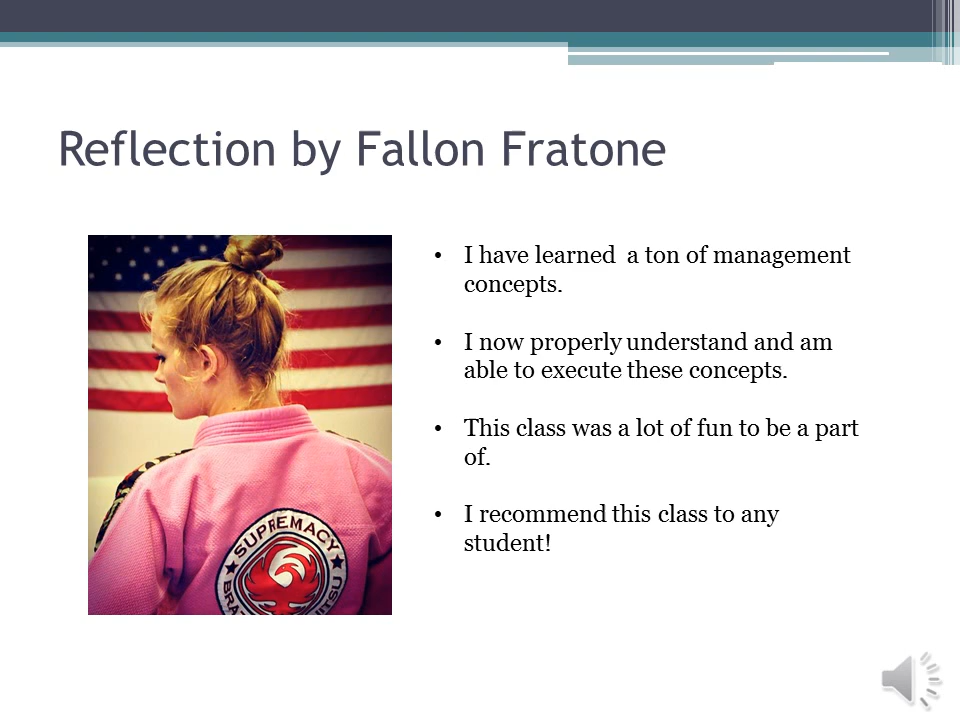 Reflection by Fallon Fratone
• I have learned  a ton of management
concepts.
• I now properly understand and am
able to execute these concepts.
• This class was a lot of fun to be a part
of.
• I recommend this class to any
student!
SUPREMACY